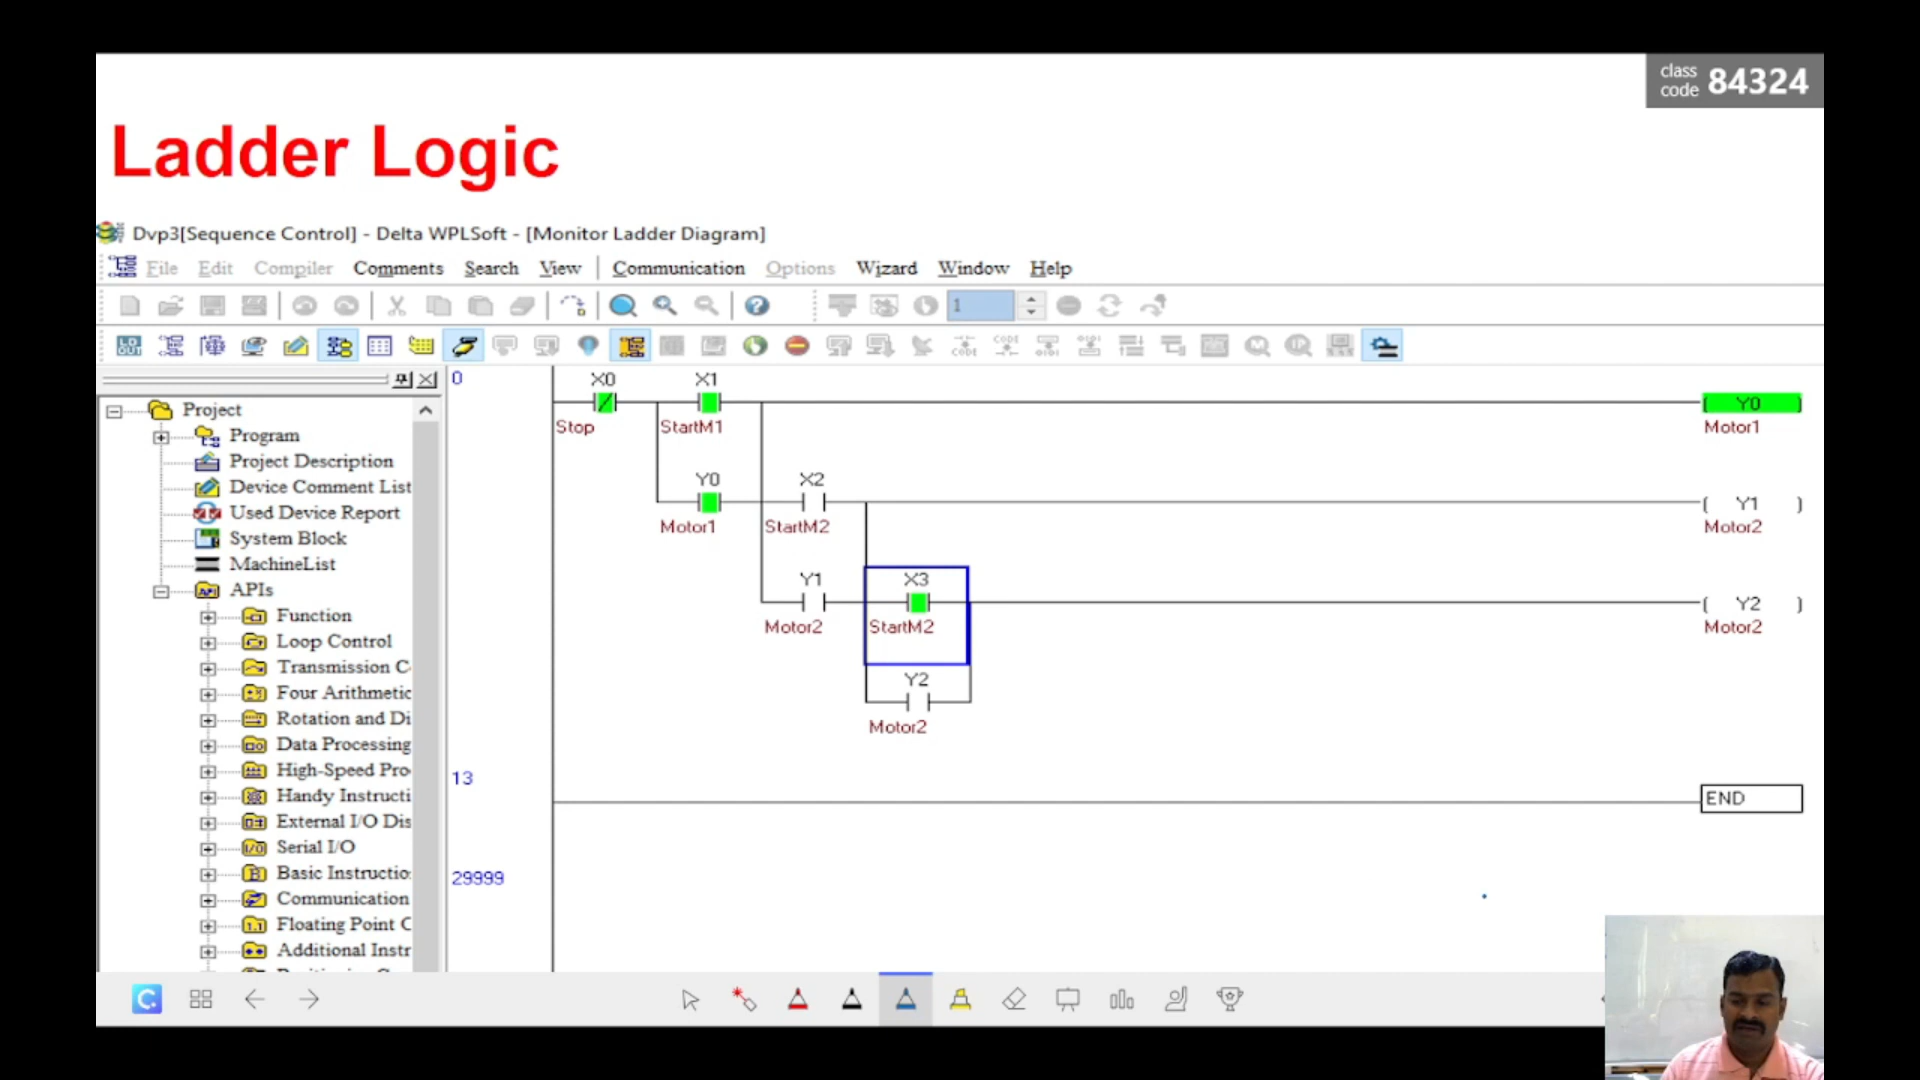 class
code 84324
Ladder Logic
Dvp3[Sequence Control] - Delta WPLSoft - [Monitor Ladder Diagram]
File Edit Compiler Comments Search View Communication Options Wizard Window Help
1
Project
Program
Project Description
Device Comment List
Used Device Report
System Block
MachineList
APIs
Function
Loop Control
Transmission C
Four Arithmetic
Rotation and Di
Data Processing
High-Speed Pro
Handy Instructi
External I/O Dis
Serial I/O
Basic Instructio
Communication
Floating Point C
Additional Instr
0
X0 X1
Y0
Stop StartM1 Motor1
Y0 X2
Y1
Motor1 StartM2 Motor2
Y1 X3
Y2
Motor2 StartM2 Motor2
Y2
Motor2
13
END
29999